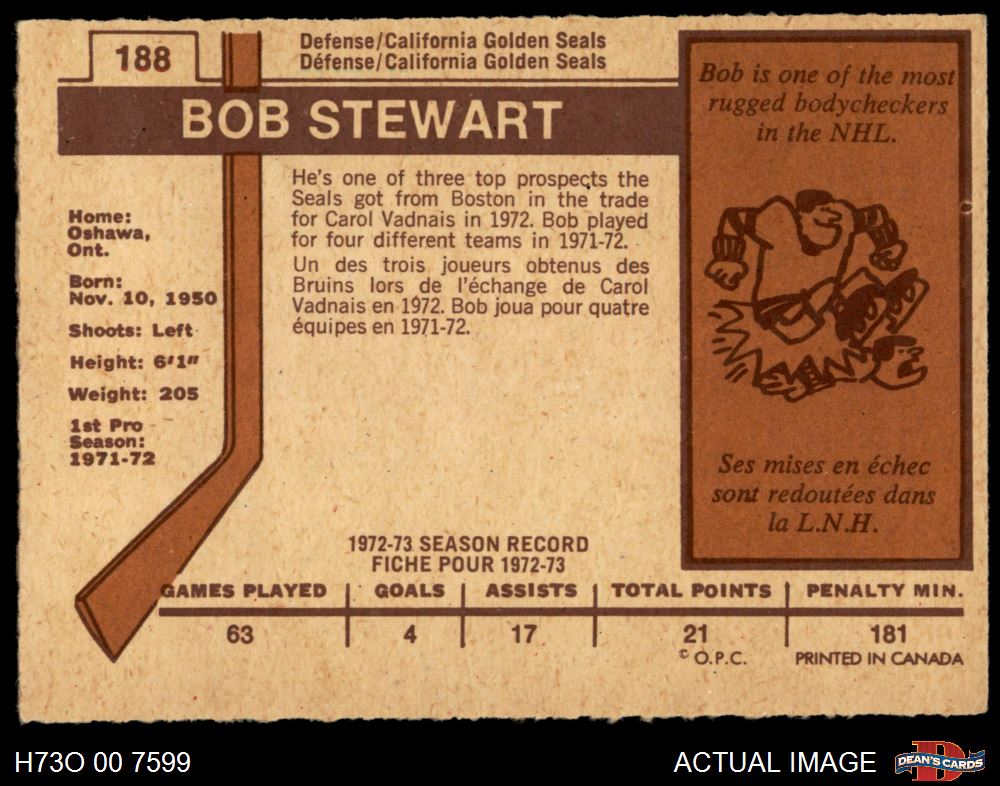 188
Defense/California Golden Seals
Défense/California Golden Seals
BOB STEWART
Home:
Oshawa,
Ont.
Born:
Nov. 10, 1950
Shoots: Left
Height: 6'1"
Weight: 205
1st Pro
Season:
1971-72
He's one of three top prospects the
Seals got from Boston in the trade
for Carol Vadnais in 1972. Bob played
for four different teams in 1971-72.
Un des trois joueurs obtenus des
Bruins lors de l'échange de Carol
Vadnais en 1972. Bob joua pour quatre
équipes en 1971-72.
Bob is one of the most
rugged bodycheckers
in the NHL.
Ses mises en échec
sont redoutées dans
la L.N.H.
1972-73 SEASON RECORD
FICHE POUR 1972-73
GAMES PLAYED GOALS ASSISTS TOTAL POINTS PENALTY MIN.
63 4 17 21 181
© O.P.C. PRINTED IN CANADA
H73O 00 7599 ACTUAL IMAGE DEAN'S CARDS